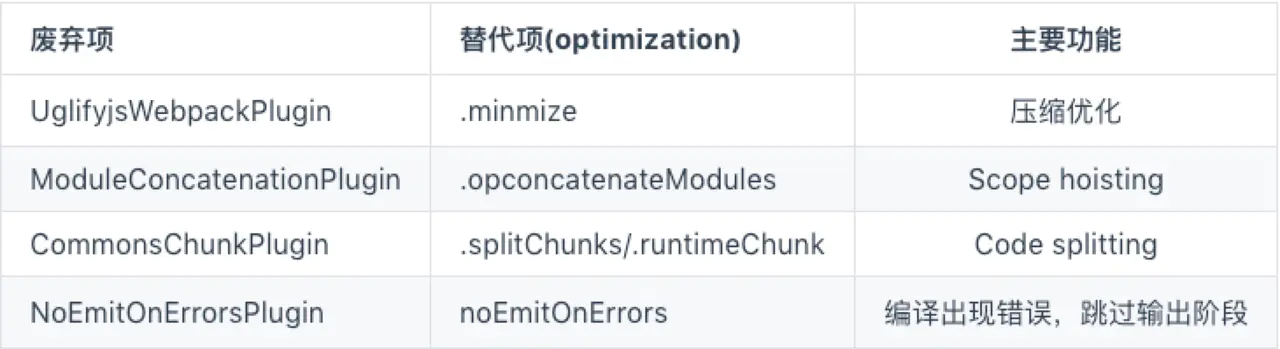 废弃项 替代项(optimization) 主要功能
UglifyjsWebpackPlugin .minmize 压缩优化
ModuleConcatenationPlugin .opconcatenateModules Scope hoisting
CommonsChunkPlugin .splitChunks/.runtimeChunk Code splitting
NoEmitOnErrorsPlugin noEmitOnErrors 编译出现错误，跳过输出阶段